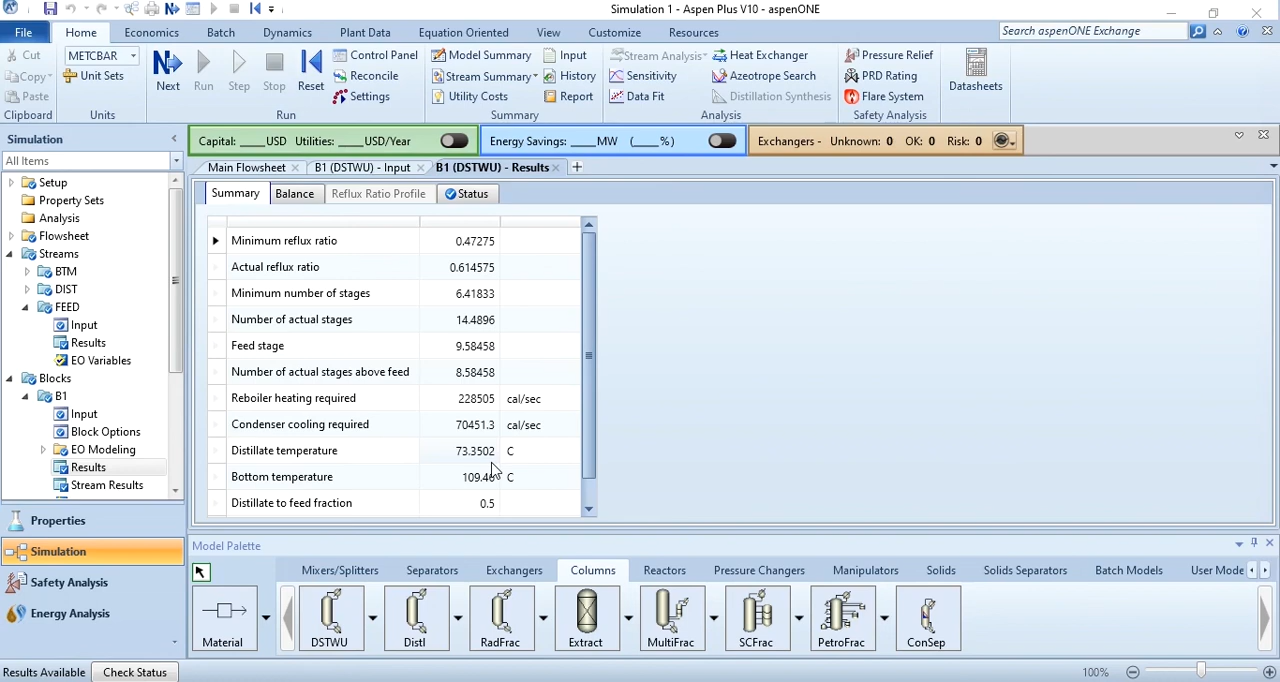 Simulation 1 - Aspen Plus V10 - aspenONE
File Home Economics Batch Dynamics Plant Data Equation Oriented View Customize Resources Search aspenONE Exchange
Cut METCBAR Control Panel Model Summary Input Stream Analysis Heat Exchanger Pressure Relief
Copy Unit Sets Next Run Step Stop Reset Reconcile Stream Summary History Sensitivity Azeotrope Search PRD Rating Datasheets
Paste Settings Utility Costs Report Data Fit Distillation Synthesis Flare System
Clipboard Units Run Summary Analysis Safety Analysis
Simulation Capital: ____USD Utilities: ____USD/Year Energy Savings: ____MW (____%) Exchangers - Unknown: 0 OK: 0 Risk: 0
All Items Main Flowsheet B1 (DSTWU) - Input B1 (DSTWU) - Results
Setup
Property Sets
Analysis
Flowsheet
Streams
BTM
DIST
FEED
Input
Results
EO Variables
Blocks
B1
Input
Block Options
EO Modeling
Results
Stream Results
Properties
Simulation
Safety Analysis
Energy Analysis
Summary Balance Reflux Ratio Profile Status
Minimum reflux ratio 0.47275
Actual reflux ratio 0.614575
Minimum number of stages 6.41833
Number of actual stages 14.4896
Feed stage 9.58458
Number of actual stages above feed 8.58458
Reboiler heating required 228505 cal/sec
Condenser cooling required 70451.3 cal/sec
Distillate temperature 73.3502 C
Bottom temperature 109.46 C
Distillate to feed fraction 0.5
Model Palette
Mixers/Splitters Separators Exchangers Columns Reactors Pressure Changers Manipulators Solids Solids Separators Batch Models User Mode
Material DSTWU Distl RadFrac Extract MultiFrac SCFrac PetroFrac ConSep
Results Available Check Status 100%